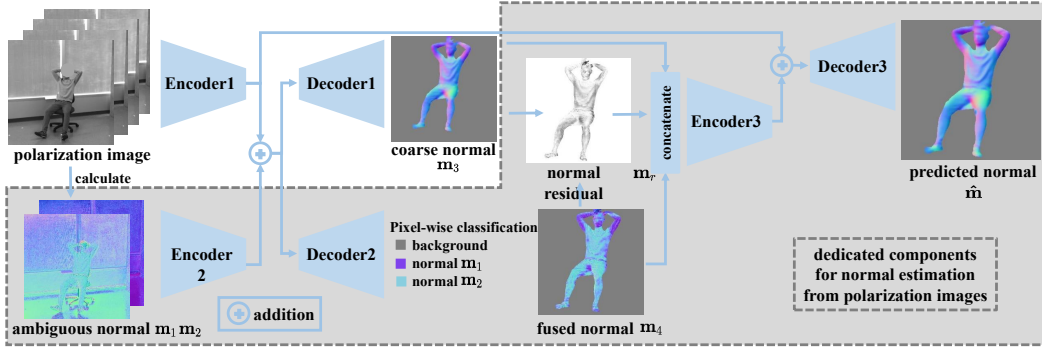 Encoder1
Decoder1
Decoder3
concatenate
Encoder3
polarization image
calculate
coarse normal
m₃
normal
residual
mᵣ
predicted normal
m̂
Encoder
2
Decoder2
Pixel-wise classification
background
normal m₁
normal m₂
addition
ambiguous normal m₁ m₂
fused normal m₄
dedicated components
for normal estimation
from polarization images